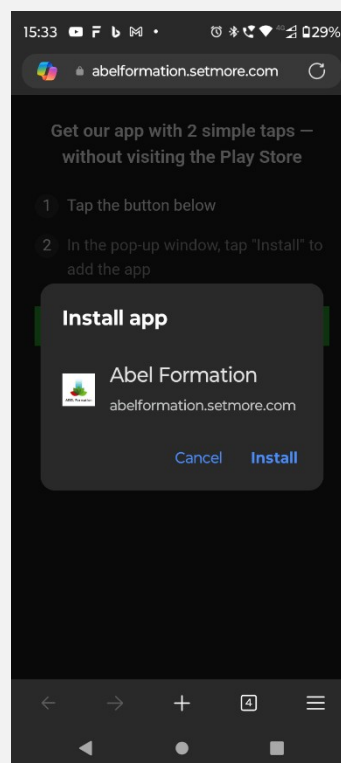 15:33
29%
abelformation.setmore.com
Get our app with 2 simple taps —
without visiting the Play Store
1 Tap the button below
2 In the pop-up window, tap "Install" to
add the app
Install app
Abel Formation
abelformation.setmore.com
Cancel Install
4